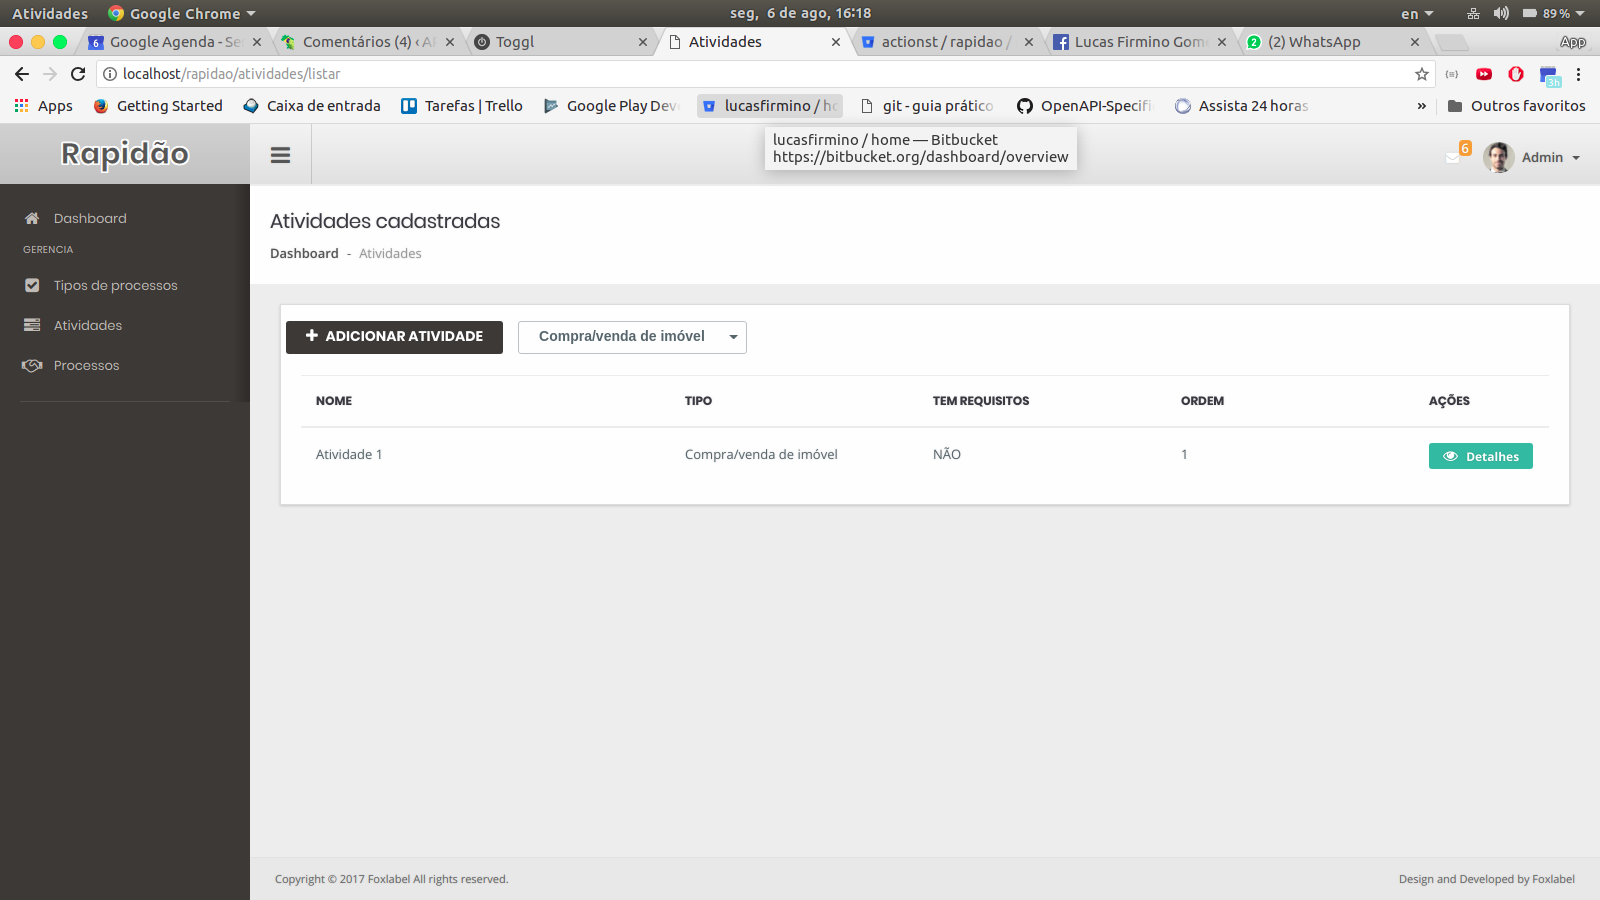 Atividades Google Chrome seg, 6 de ago, 16:18 en 89 %
6 Google Agenda - Se Comentários (4) ‹ A Toggl Atividades actionst / rapidao / Lucas Firmino Gom 2 (2) WhatsApp App
localhost/rapidao/atividades/listar 3h
Apps Getting Started Caixa de entrada Tarefas | Trello Google Play Dev lucasfirmino / h git - guia prático OpenAPI-Specifi Assista 24 horas » Outros favoritos
lucasfirmino / home — Bitbucket
https://bitbucket.org/dashboard/overview
Rapidão 6 Admin
Dashboard
GERENCIA
Tipos de processos
Atividades
Processos
Atividades cadastradas
Dashboard - Atividades
ADICIONAR ATIVIDADE Compra/venda de imóvel
NOME TIPO TEM REQUISITOS ORDEM AÇÕES
Atividade 1 Compra/venda de imóvel NÃO 1 Detalhes
Copyright © 2017 Foxlabel All rights reserved. Design and Developed by Foxlabel